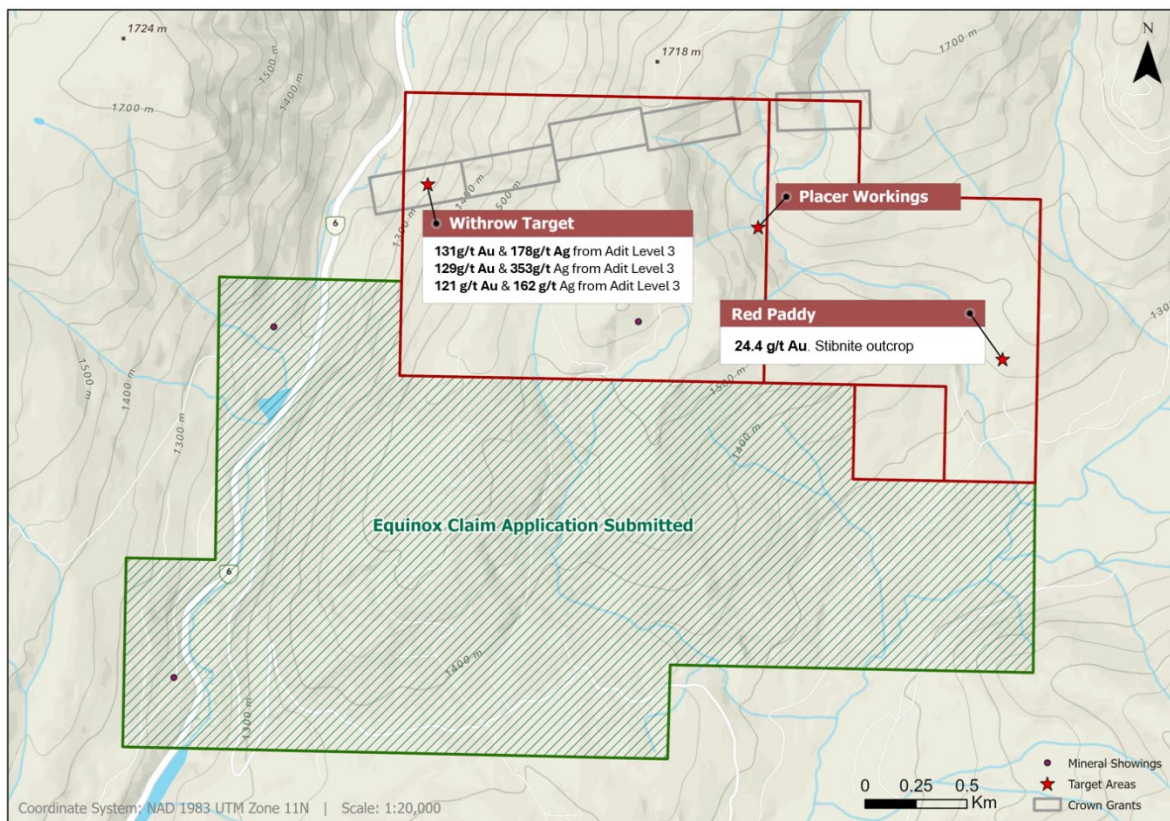 1724 m
1718 m
N
1700 m
1500 m
1400 m
1700 m
6
1400 m
500 m
1300 m
Placer Workings
Withrow Target
131g/t Au & 178g/t Ag from Adit Level 3
129g/t Au & 353g/t Ag from Adit Level 3
121 g/t Au & 162 g/t Ag from Adit Level 3
Red Paddy
24.4 g/t Au. Stibnite outcrop
1500 m
1400 m
1300 m
1500 m
1400 m
Equinox Claim Application Submitted
6
1400 m
1300 m
Mineral Showings
Target Areas
Crown Grants
0 0.25 0.5
Km
Coordinate System: NAD 1983 UTM Zone 11N | Scale: 1:20,000